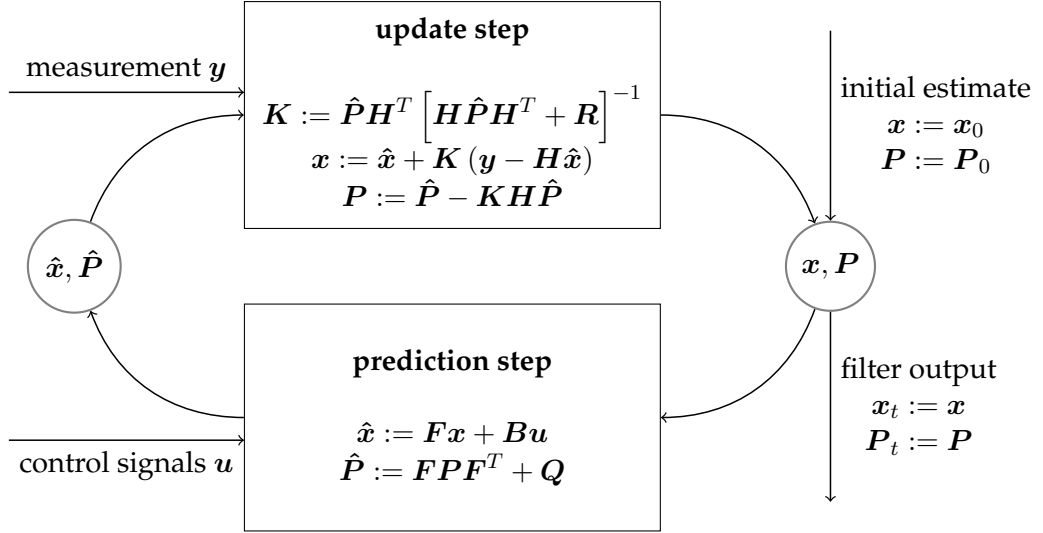 update step
measurement y
K := P̂H^T [HP̂H^T + R]^{-1}
x := x̂ + K (y − Hx̂)
P := P̂ − KHP̂
initial estimate
x := x_0
P := P_0
x̂, P̂
x, P
prediction step
x̂ := Fx + Bu
P̂ := FPF^T + Q
control signals u
filter output
x_t := x
P_t := P